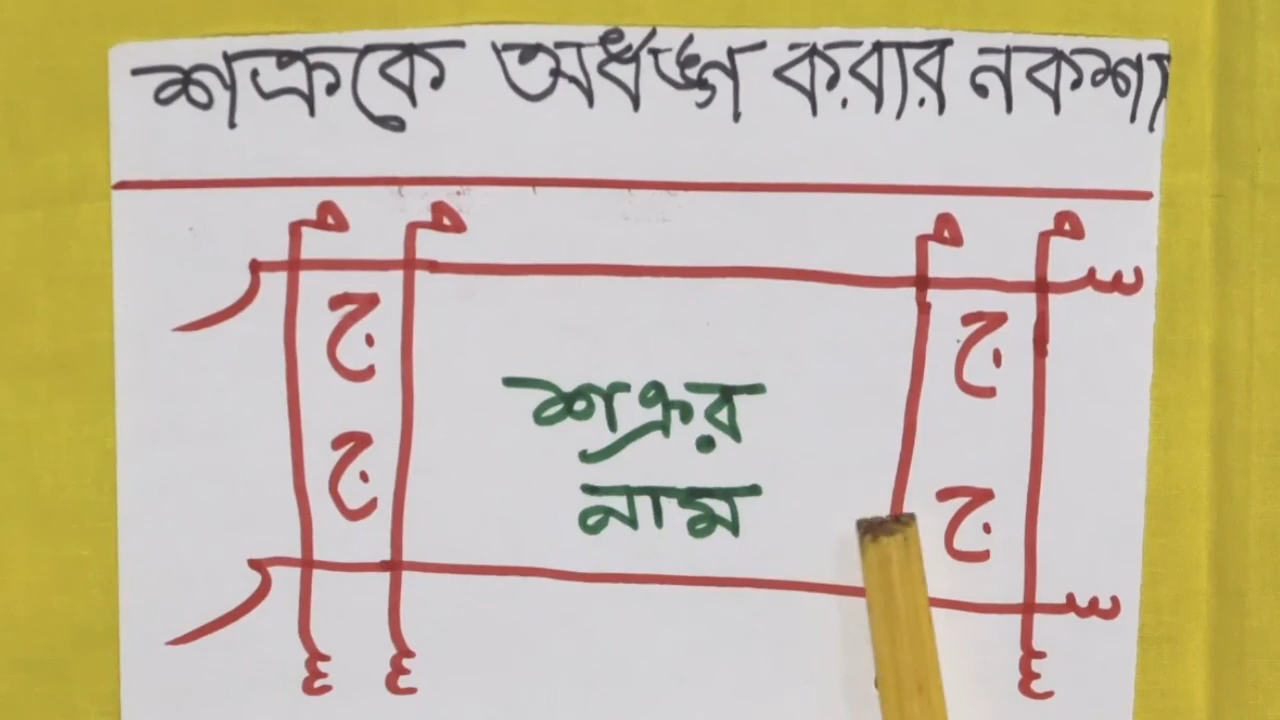 শত্রুকে অর্ধঙ্গ করার নকশা
م م م م
ج ج
ج ج
শত্রুর
নাম